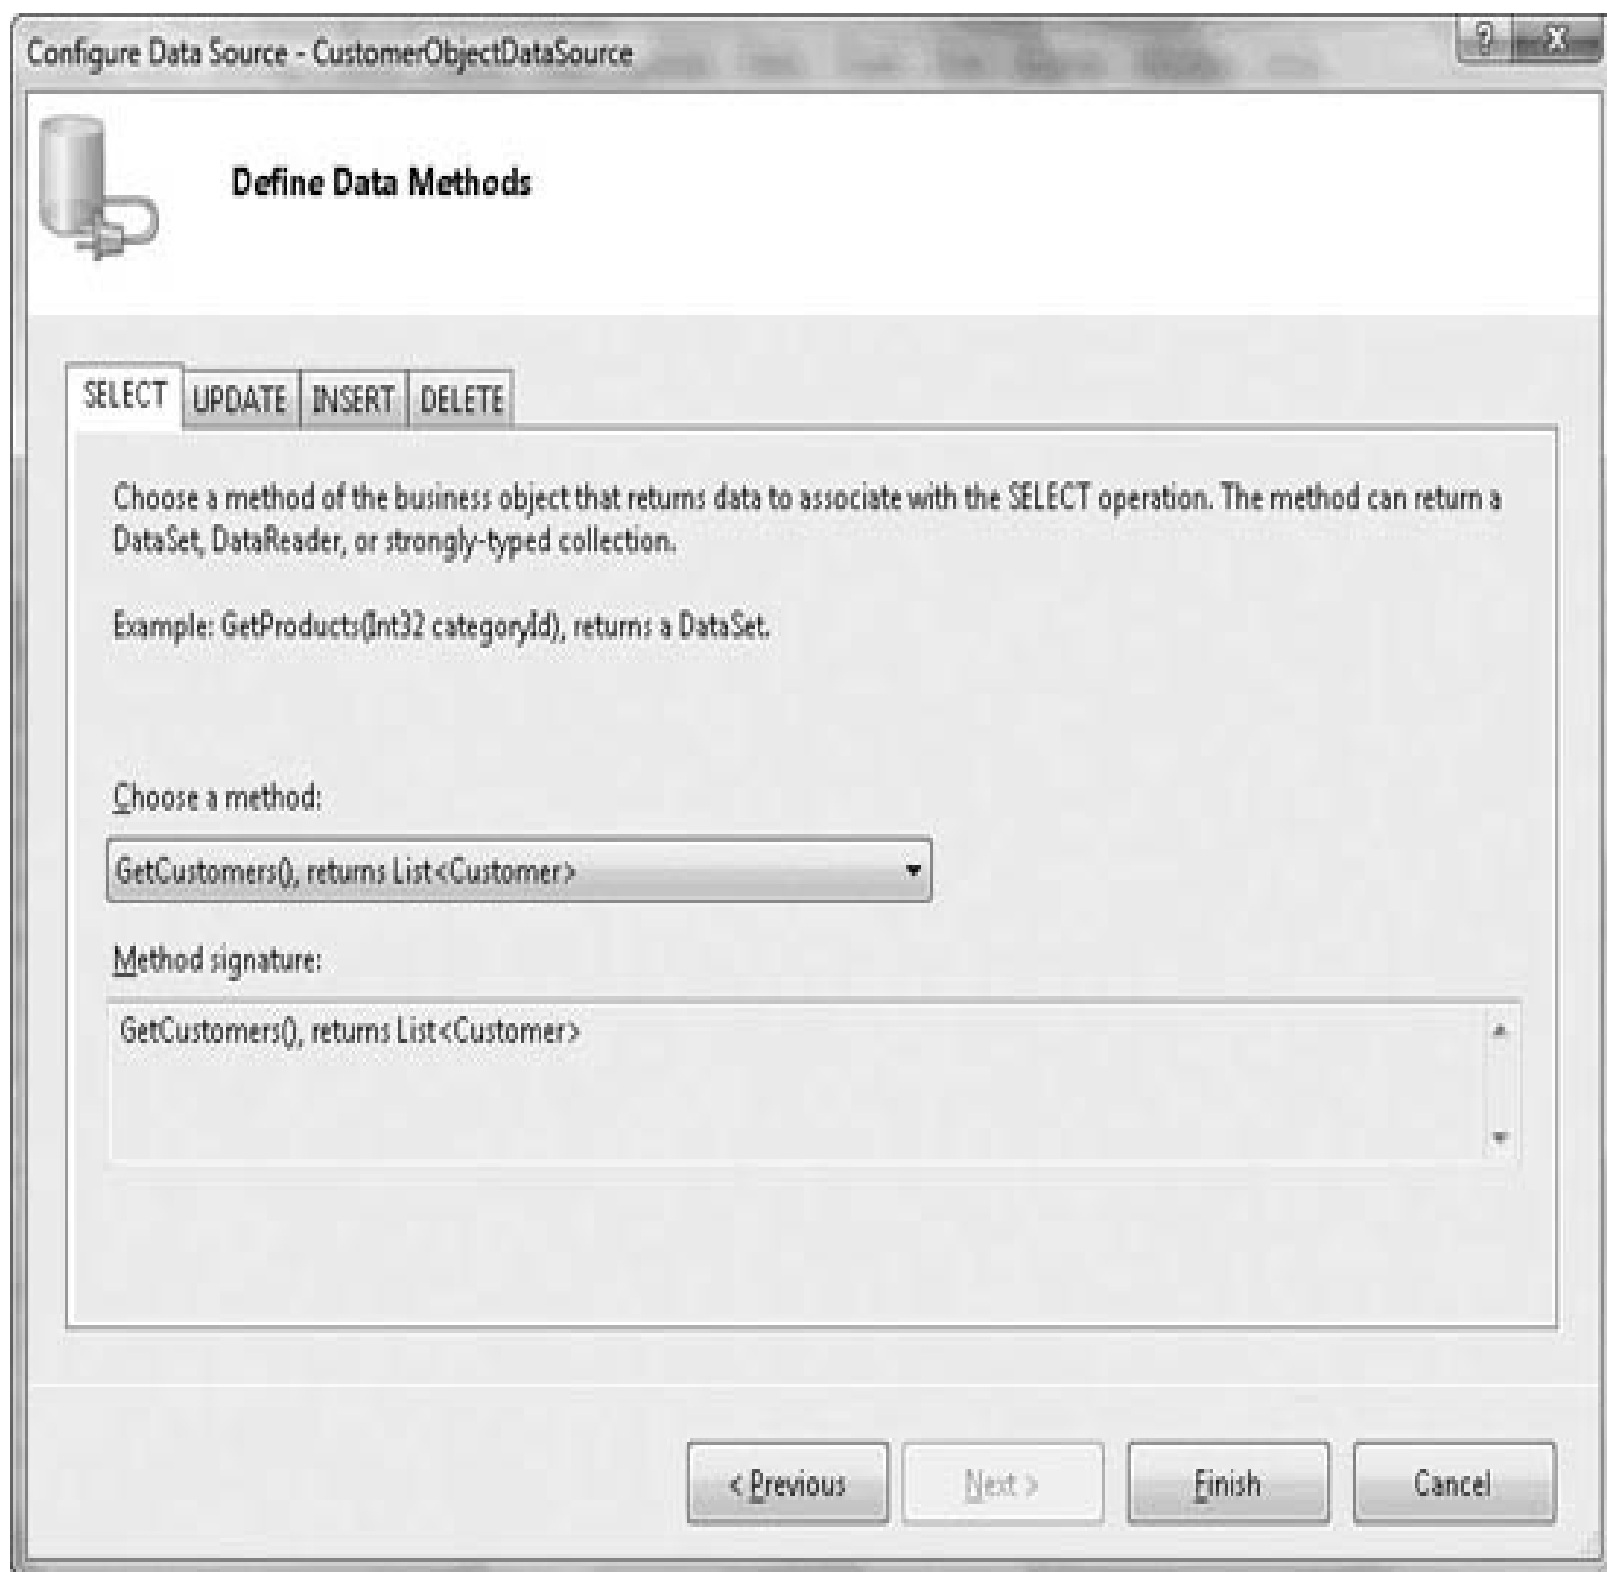 Configure Data Source - CustomerObjectDataSource
? X
Define Data Methods
SELECT UPDATE INSERT DELETE
Choose a method of the business object that returns data to associate with the SELECT operation. The method can return a
DataSet, DataReader, or strongly-typed collection.
Example: GetProducts(Int32 categoryId), returns a DataSet.
Choose a method:
GetCustomers(), returns List<Customer>
Method signature:
GetCustomers(), returns List<Customer>
< Previous Next > Finish Cancel